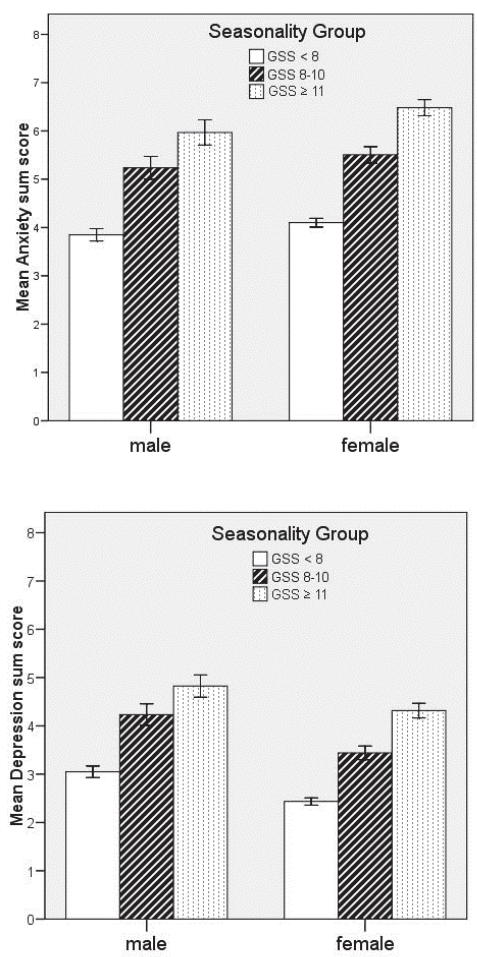 Seasonality Group
GSS < 8
GSS 8-10
GSS ≥ 11
Mean Anxiety sum score
8
7
6
5
4
3
2
1
0
male female
Seasonality Group
GSS < 8
GSS 8-10
GSS ≥ 11
Mean Depression sum score
8
7
6
5
4
3
2
1
0
male female